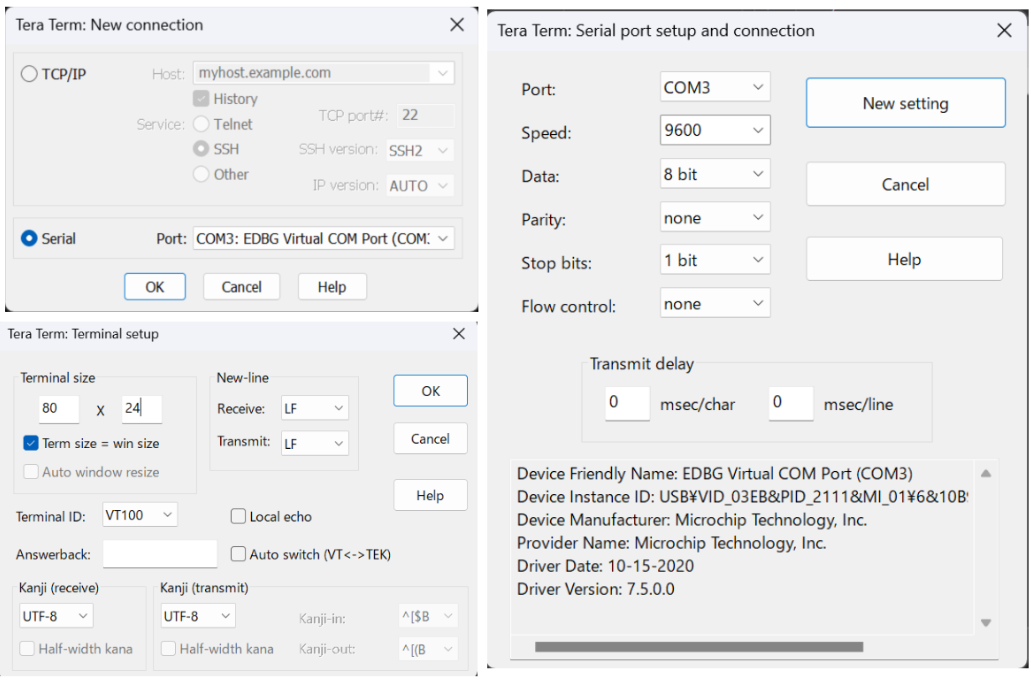 Tera Term: New connection
TCP/IP
Host: myhost.example.com
History
Service: Telnet
TCP port#: 22
SSH
SSH version: SSH2
Other
IP version: AUTO
Serial
Port: COM3: EDBG Virtual COM Port (COM:
OK Cancel Help
Tera Term: Terminal setup
Terminal size
80 X 24
Term size = win size
Auto window resize
New-line
Receive: LF
Transmit: LF
OK
Cancel
Help
Terminal ID: VT100
Local echo
Answerback:
Auto switch (VT<->TEK)
Kanji (receive)
UTF-8
Half-width kana
Kanji (transmit)
UTF-8
Half-width kana
Kanji-in: ^[$B
Kanji-out: ^[(B
Tera Term: Serial port setup and connection
Port: COM3
Speed: 9600
Data: 8 bit
Parity: none
Stop bits: 1 bit
Flow control: none
New setting
Cancel
Help
Transmit delay
0 msec/char 0 msec/line
Device Friendly Name: EDBG Virtual COM Port (COM3)
Device Instance ID: USB¥VID_03EB&PID_2111&MI_01¥6&10B
Device Manufacturer: Microchip Technology, Inc.
Provider Name: Microchip Technology, Inc.
Driver Date: 10-15-2020
Driver Version: 7.5.0.0